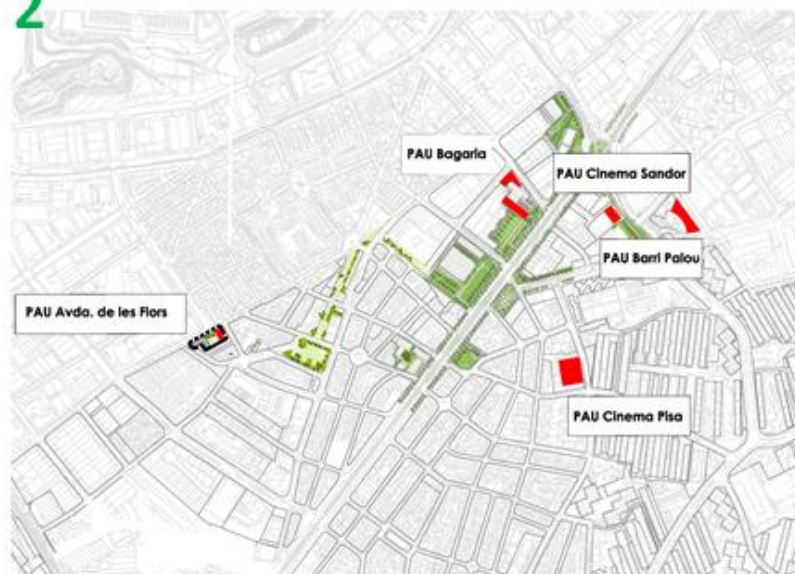 2
PAU Bagaria
PAU Cinema Sandor
PAU Barri Palou
PAU Avda. de les Flors
PAU Cinema Pisa